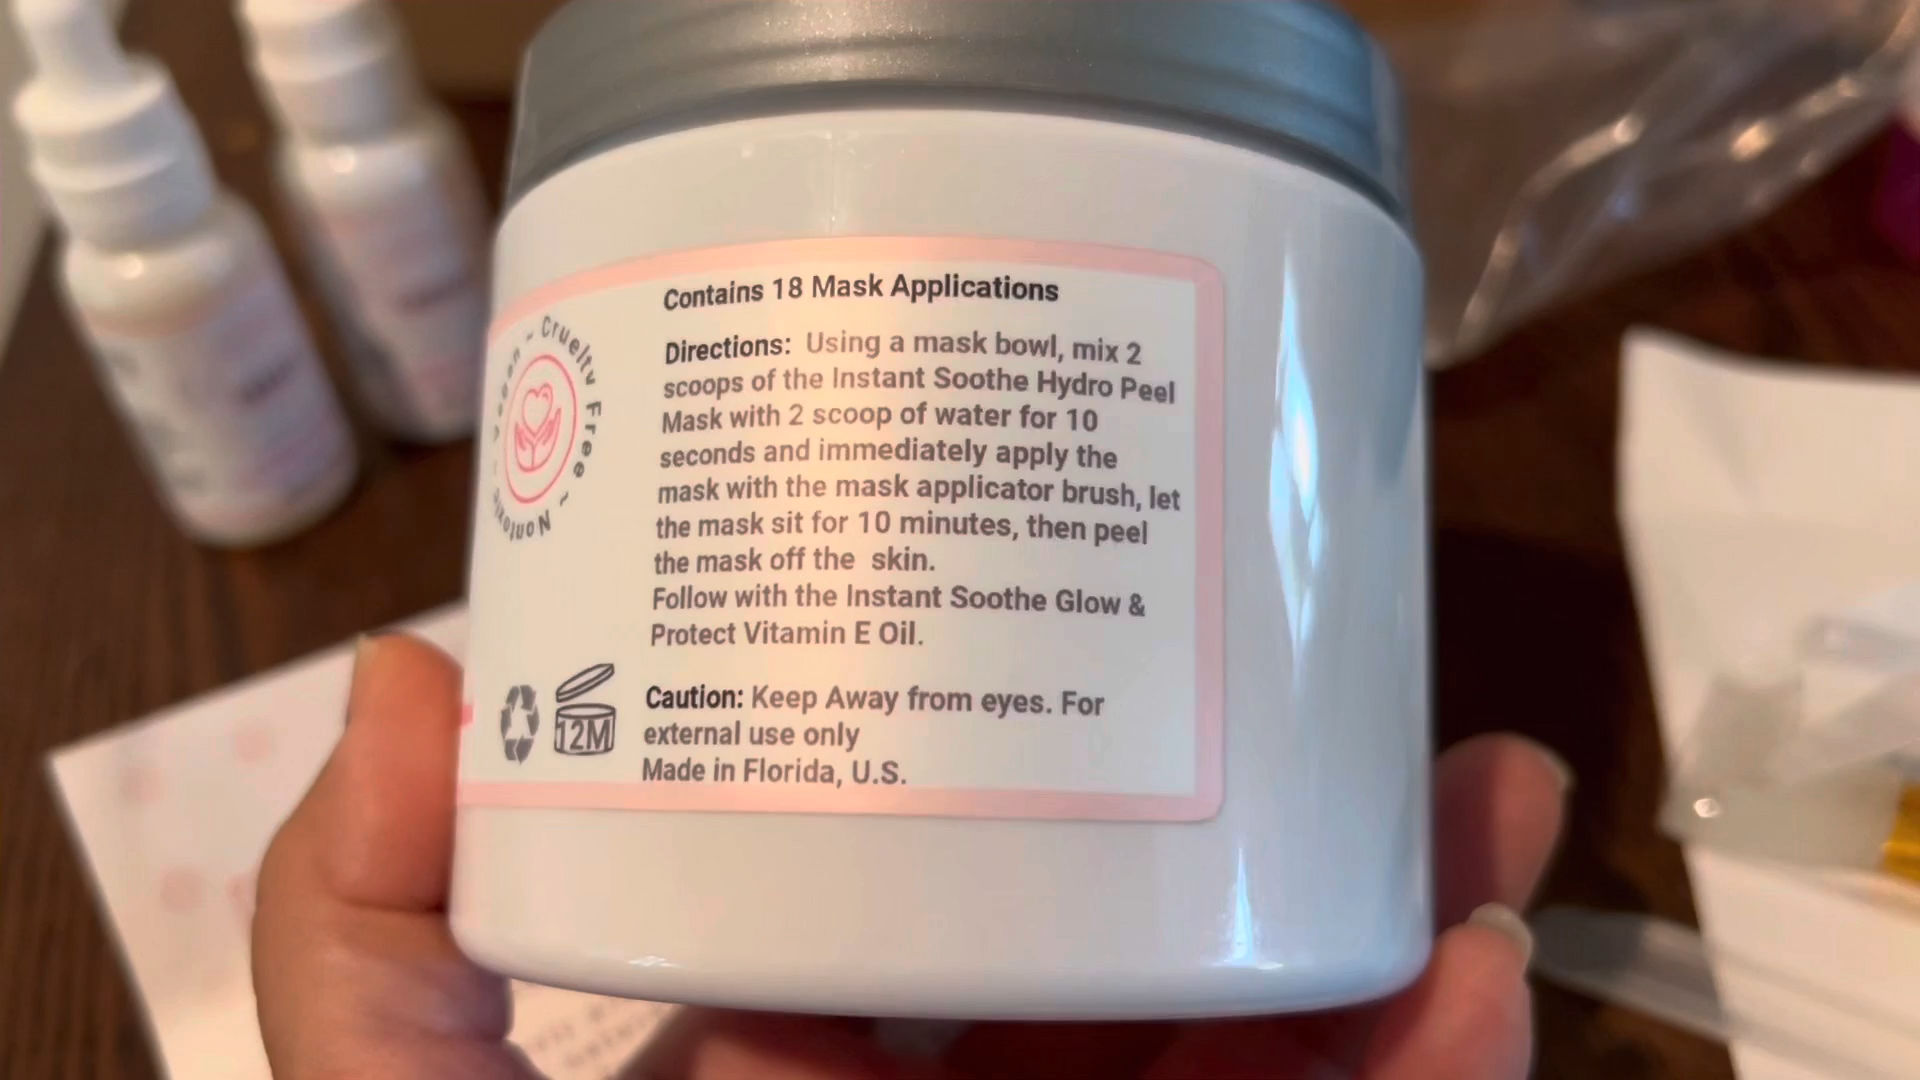 Contains 18 Mask Applications
Directions: Using a mask bowl, mix 2
scoops of the Instant Soothe Hydro Peel
Mask with 2 scoop of water for 10
seconds and immediately apply the
mask with the mask applicator brush, let
the mask sit for 10 minutes, then peel
the mask off the skin.
Follow with the Instant Soothe Glow &
Protect Vitamin E Oil.
Caution: Keep Away from eyes. For
external use only
Made in Florida, U.S.
Vegan ~ Cruelty Free ~ Nontoxic ~
12M